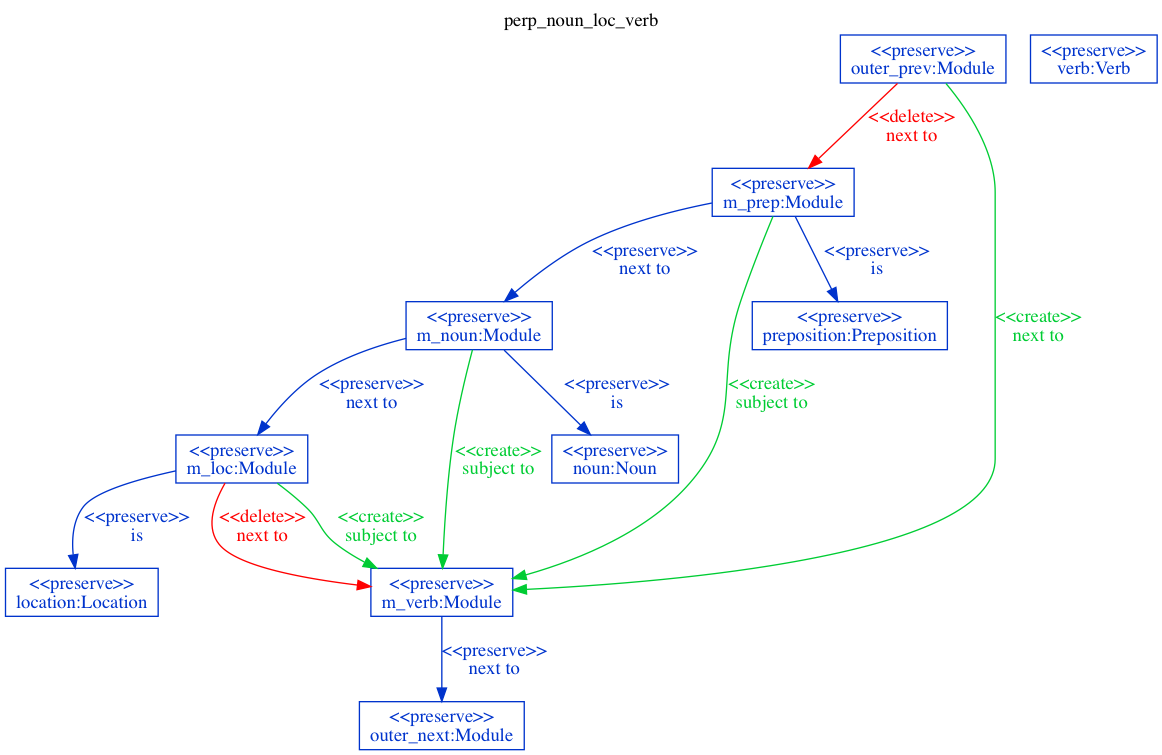 perp_noun_loc_verb
<<preserve>>
outer_prev:Module
<<preserve>>
verb:Verb
<<delete>>
next to
<<preserve>>
m_prep:Module
<<preserve>>
next to
<<preserve>>
is
<<preserve>>
m_noun:Module
<<preserve>>
preposition:Preposition
<<create>>
next to
<<preserve>>
next to
<<preserve>>
is
<<create>>
subject to
<<preserve>>
m_loc:Module
<<create>>
subject to
<<preserve>>
noun:Noun
<<preserve>>
is
<<delete>>
next to
<<create>>
subject to
<<preserve>>
location:Location
<<preserve>>
m_verb:Module
<<preserve>>
next to
<<preserve>>
outer_next:Module